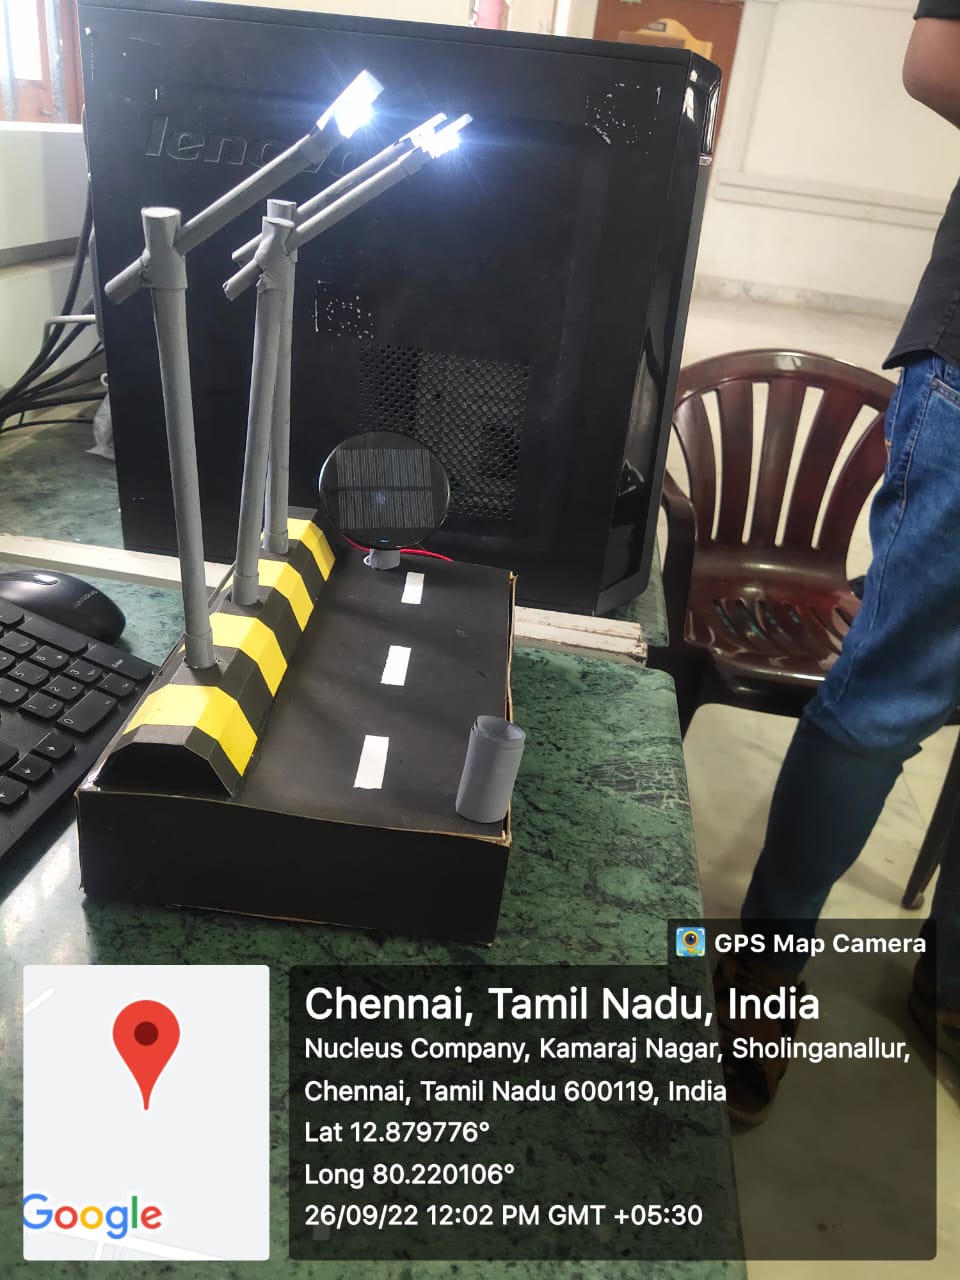 lenovo
GPS Map Camera
Chennai, Tamil Nadu, India
Nucleus Company, Kamaraj Nagar, Sholinganallur,
Chennai, Tamil Nadu 600119, India
Lat 12.879776°
Long 80.220106°
26/09/22 12:02 PM GMT +05:30
Google